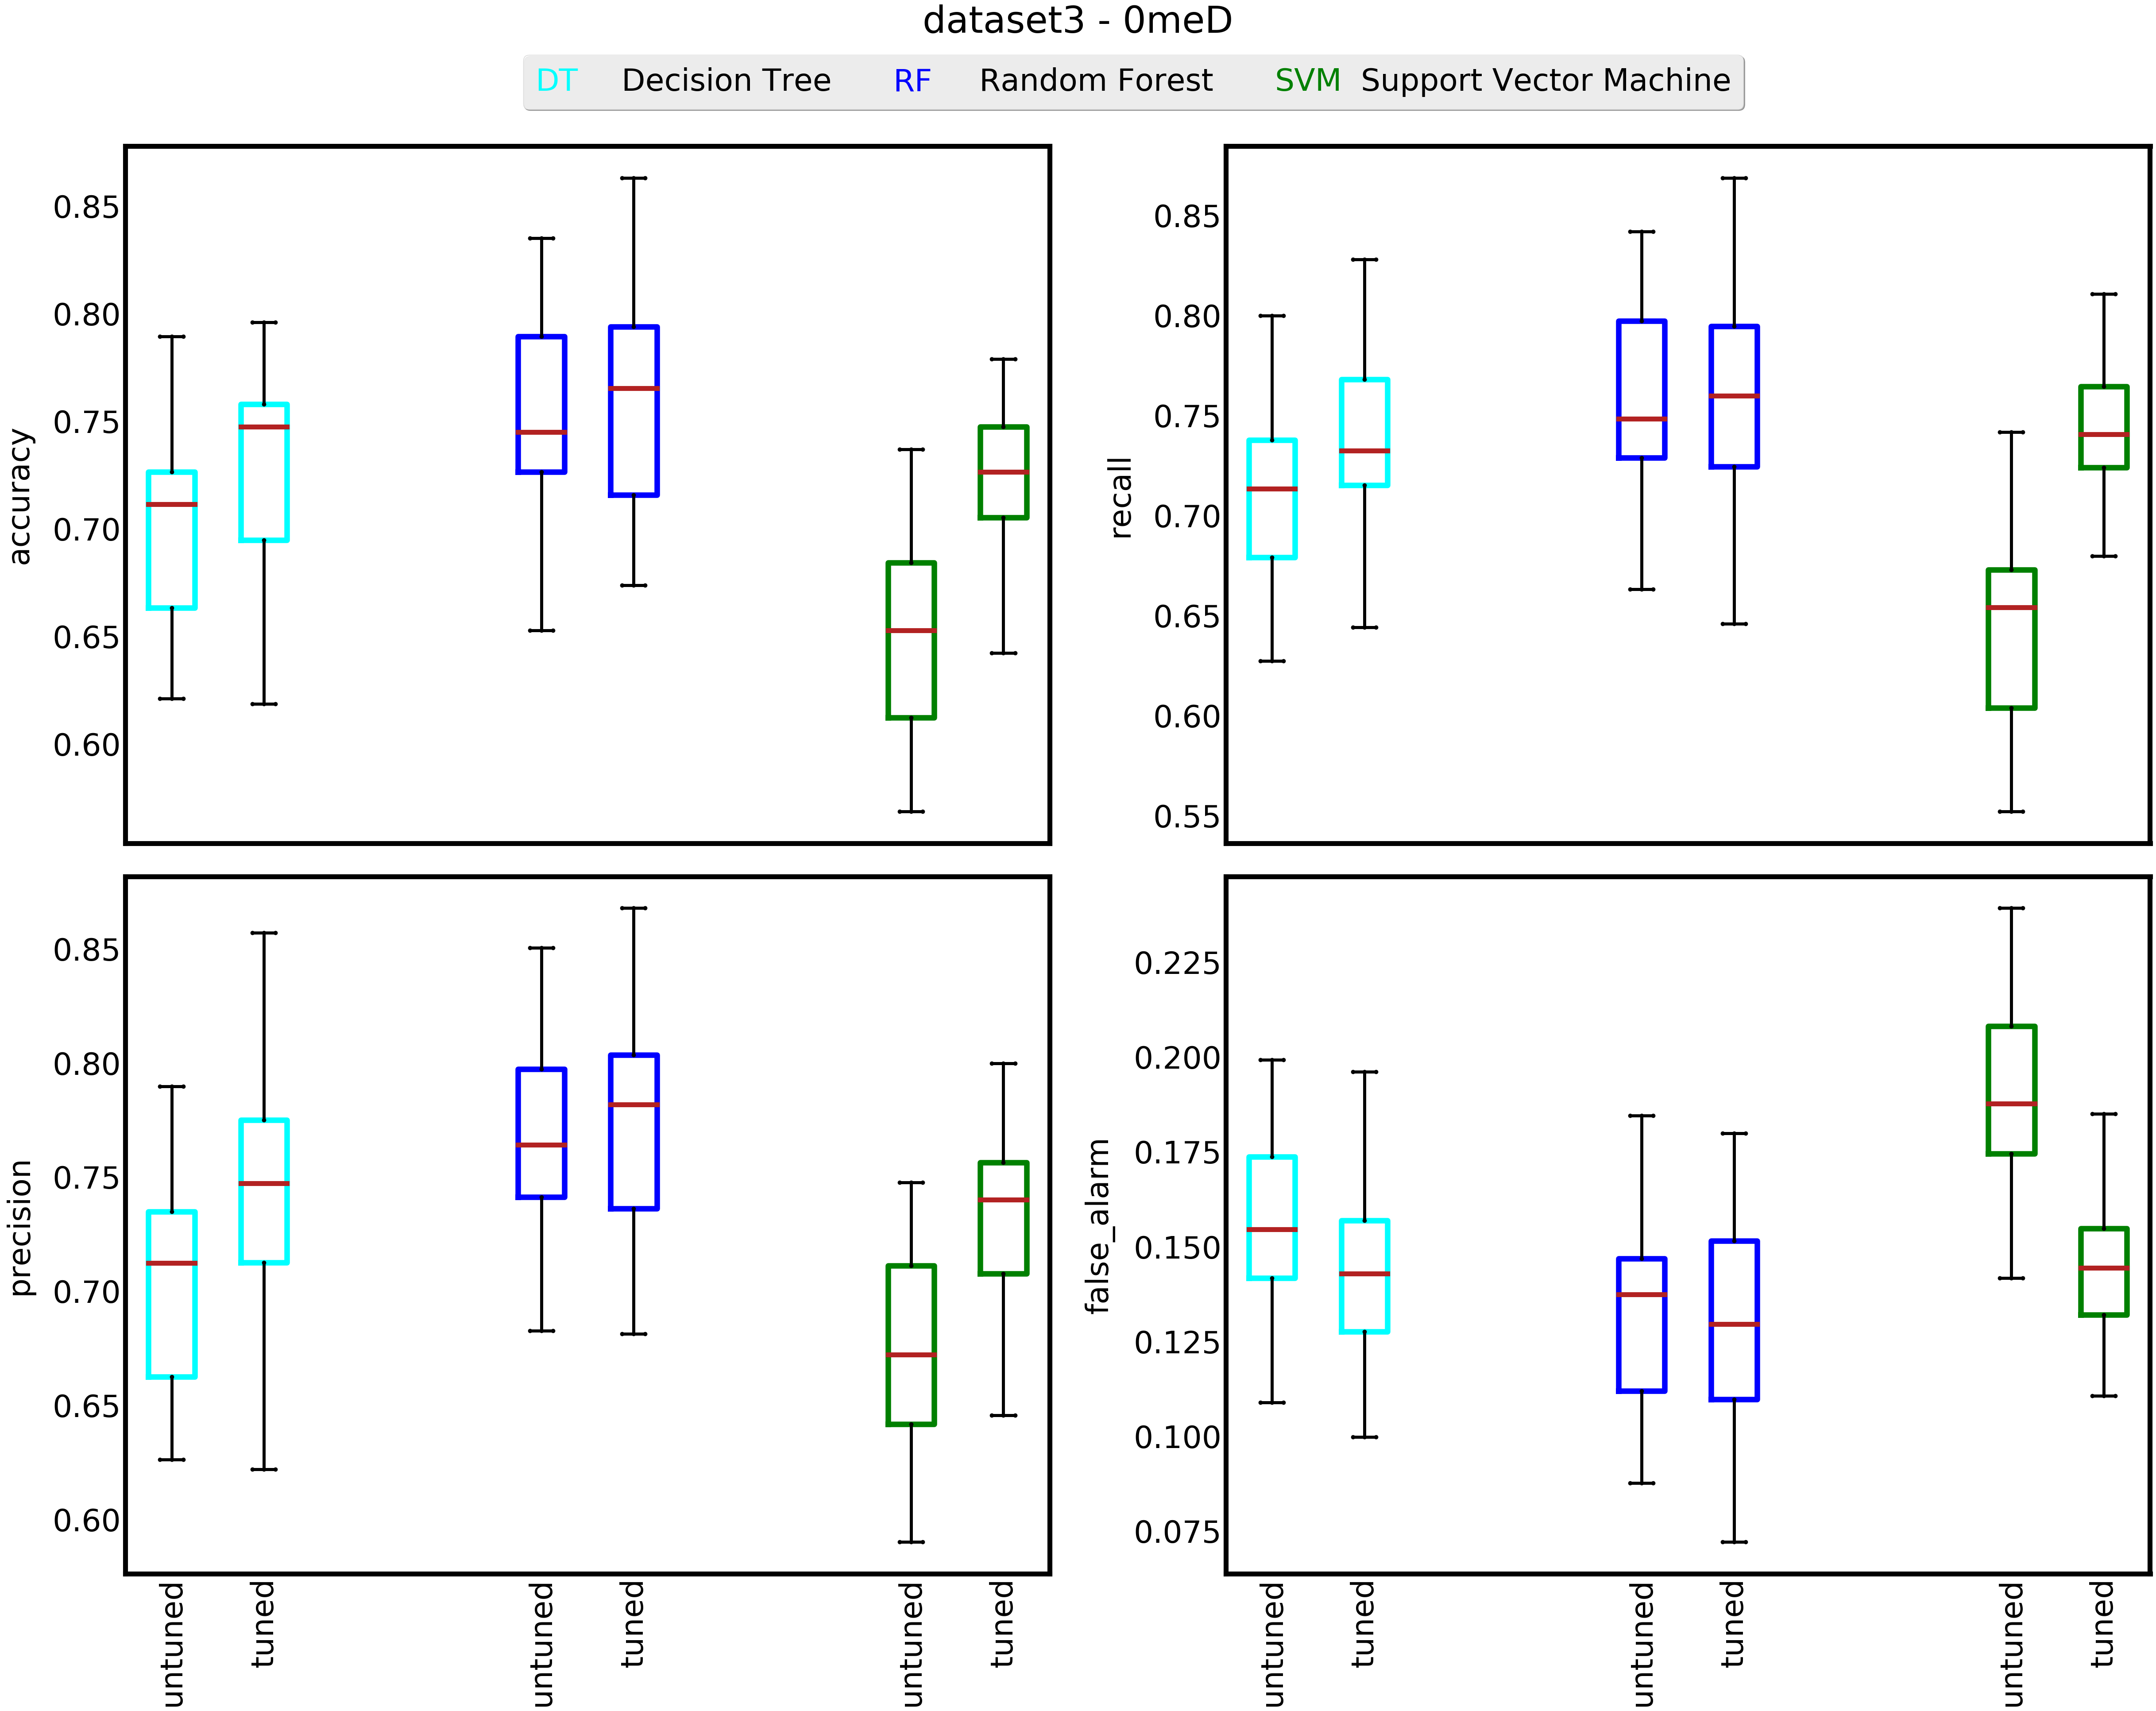 dataset3 - 0meD
DT Decision Tree RF Random Forest SVM Support Vector Machine
accuracy
0.85
0.80
0.75
0.70
0.65
0.60
recall
0.85
0.80
0.75
0.70
0.65
0.60
0.55
precision
0.85
0.80
0.75
0.70
0.65
0.60
untuned
tuned
untuned
tuned
untuned
tuned
false_alarm
0.225
0.200
0.175
0.150
0.125
0.100
0.075
untuned
tuned
untuned
tuned
untuned
tuned